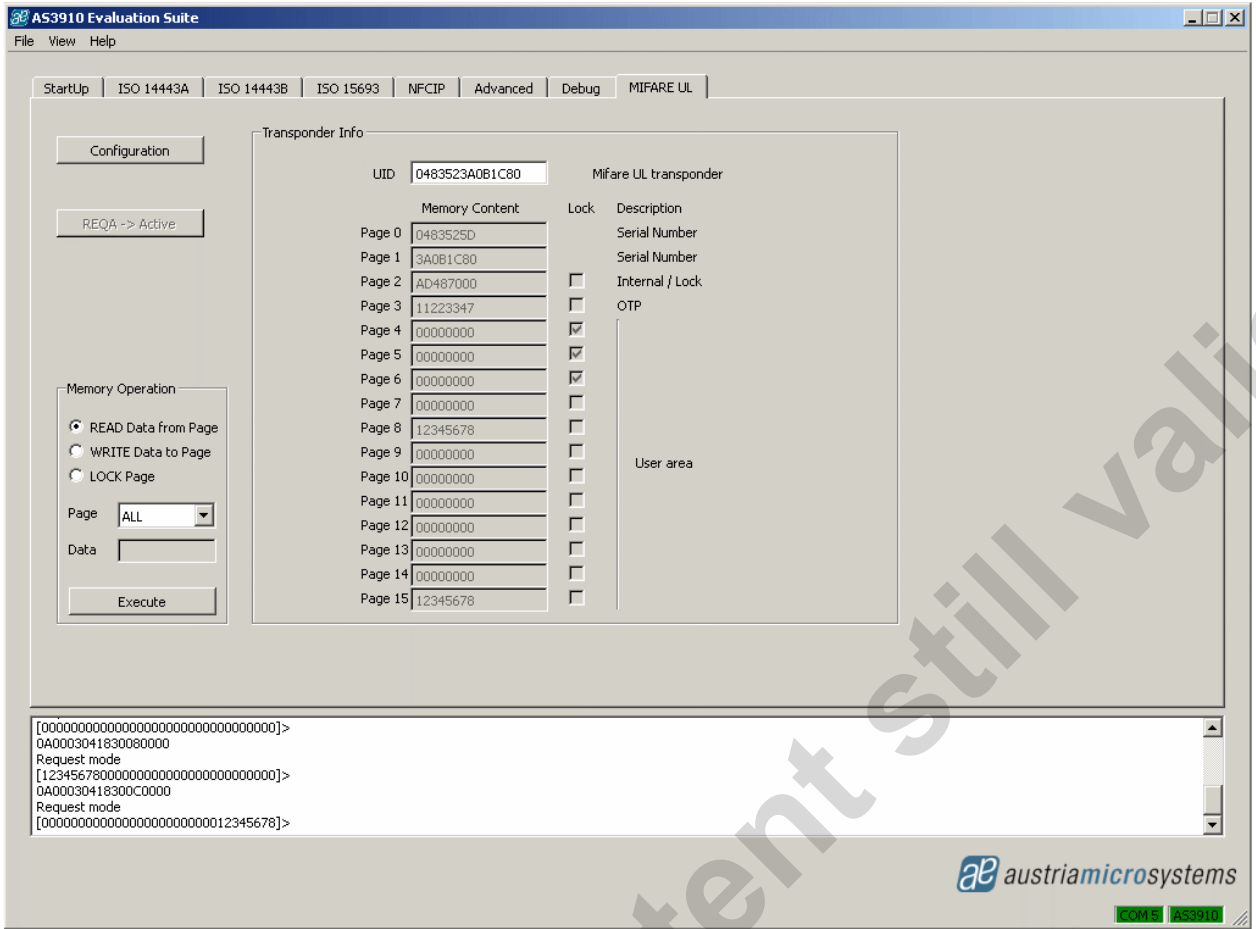 AS3910 Evaluation Suite
File View Help
StartUp ISO 14443A ISO 14443B ISO 15693 NFCIP Advanced Debug MIFARE UL
Configuration
REQA -> Active
Transponder Info
UID 0483523A0B1C80 Mifare UL transponder
Memory Content Lock Description
Page 0 0483525D Serial Number
Page 1 3A0B1C80 Serial Number
Page 2 AD487000 Internal / Lock
Page 3 11223347 OTP
Page 4 00000000
Page 5 00000000
Page 6 00000000
Page 7 00000000
Page 8 12345678
Page 9 00000000
Page 10 00000000
Page 11 00000000
Page 12 00000000
Page 13 00000000
Page 14 00000000
Page 15 12345678
User area
Memory Operation
READ Data from Page
WRITE Data to Page
LOCK Page
Page ALL
Data
Execute
[00000000000000000000000000000000]>
0A0003041830080000
Request mode
[12345678000000000000000000000000]>
0A00030418300C0000
Request mode
[00000000000000000000000012345678]>
austriamicrosystems
COM 5 AS3910
tent still valid